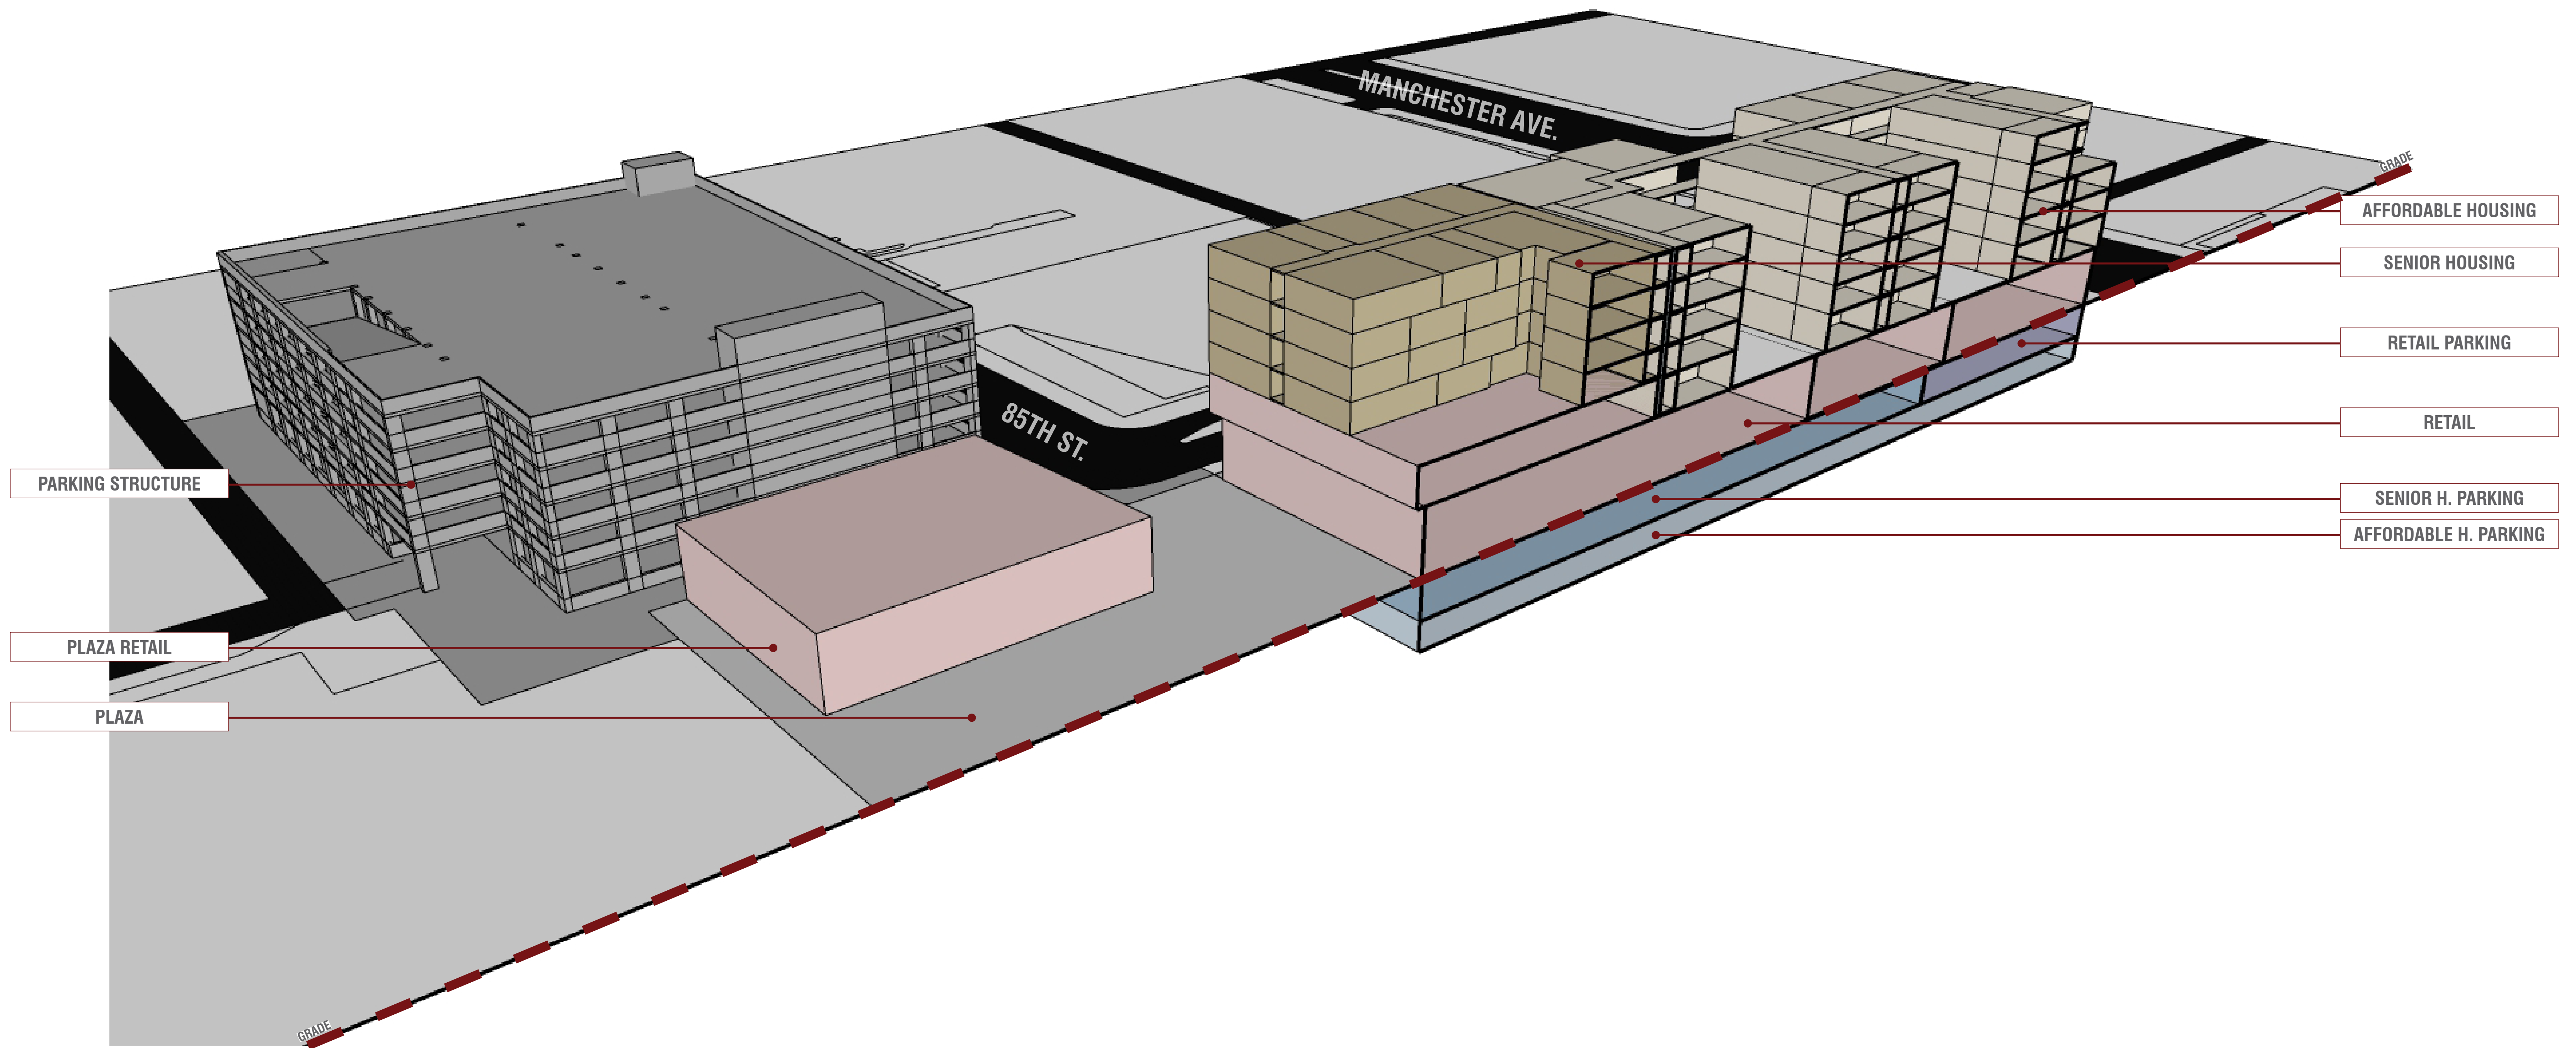 MANCHESTER AVE.
GRADE
AFFORDABLE HOUSING
SENIOR HOUSING
RETAIL PARKING
85TH ST.
RETAIL
PARKING STRUCTURE
SENIOR H. PARKING
AFFORDABLE H. PARKING
PLAZA RETAIL
PLAZA
GRADE